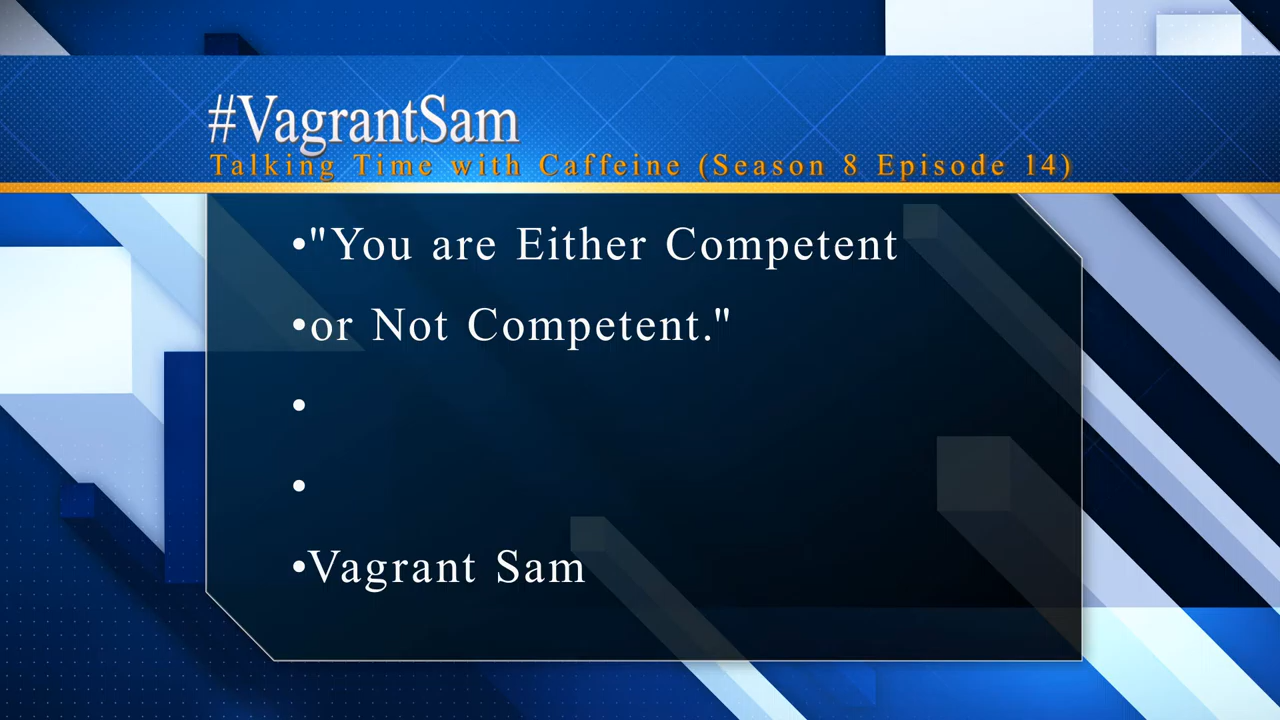 #VagrantSam
Talking Time with Caffeine (Season 8 Episode 14)
•"You are Either Competent
•or Not Competent."
•
•
•Vagrant Sam